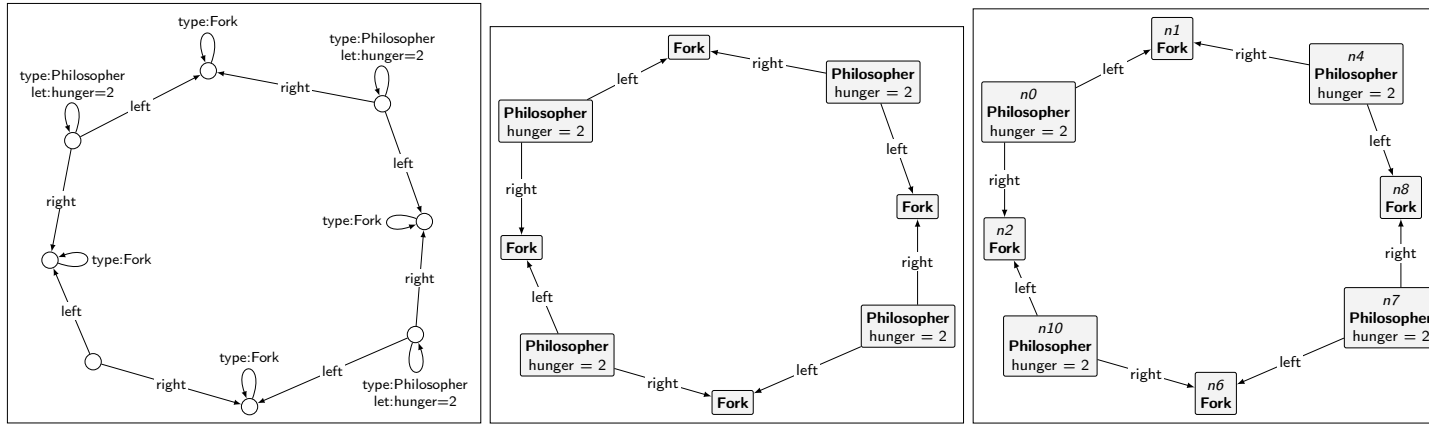 type:Fork
type:Philosopher
let:hunger=2
type:Philosopher
let:hunger=2
left
right
right
left
type:Fork
type:Fork
right
left
type:Fork
right
left
type:Philosopher
let:hunger=2
Fork
left
right
Philosopher
hunger = 2
Philosopher
hunger = 2
right
left
Fork
Fork
left
right
Philosopher
hunger = 2
Philosopher
hunger = 2
right
left
Fork
n1
Fork
left
right
n4
Philosopher
hunger = 2
n0
Philosopher
hunger = 2
right
left
n8
Fork
n2
Fork
left
right
n7
Philosopher
hunger = 2
n10
Philosopher
hunger = 2
right
left
n6
Fork